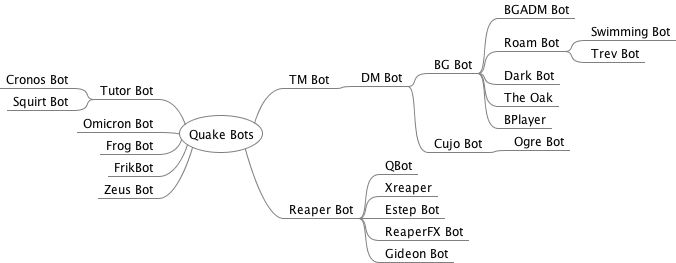 Quake Bots
Tutor Bot
Cronos Bot
Squirt Bot
Omicron Bot
Frog Bot
FrikBot
Zeus Bot
TM Bot
DM Bot
BG Bot
BGADM Bot
Roam Bot
Swimming Bot
Trev Bot
Dark Bot
The Oak
BPlayer
Cujo Bot
Ogre Bot
Reaper Bot
QBot
Xreaper
Estep Bot
ReaperFX Bot
Gideon Bot